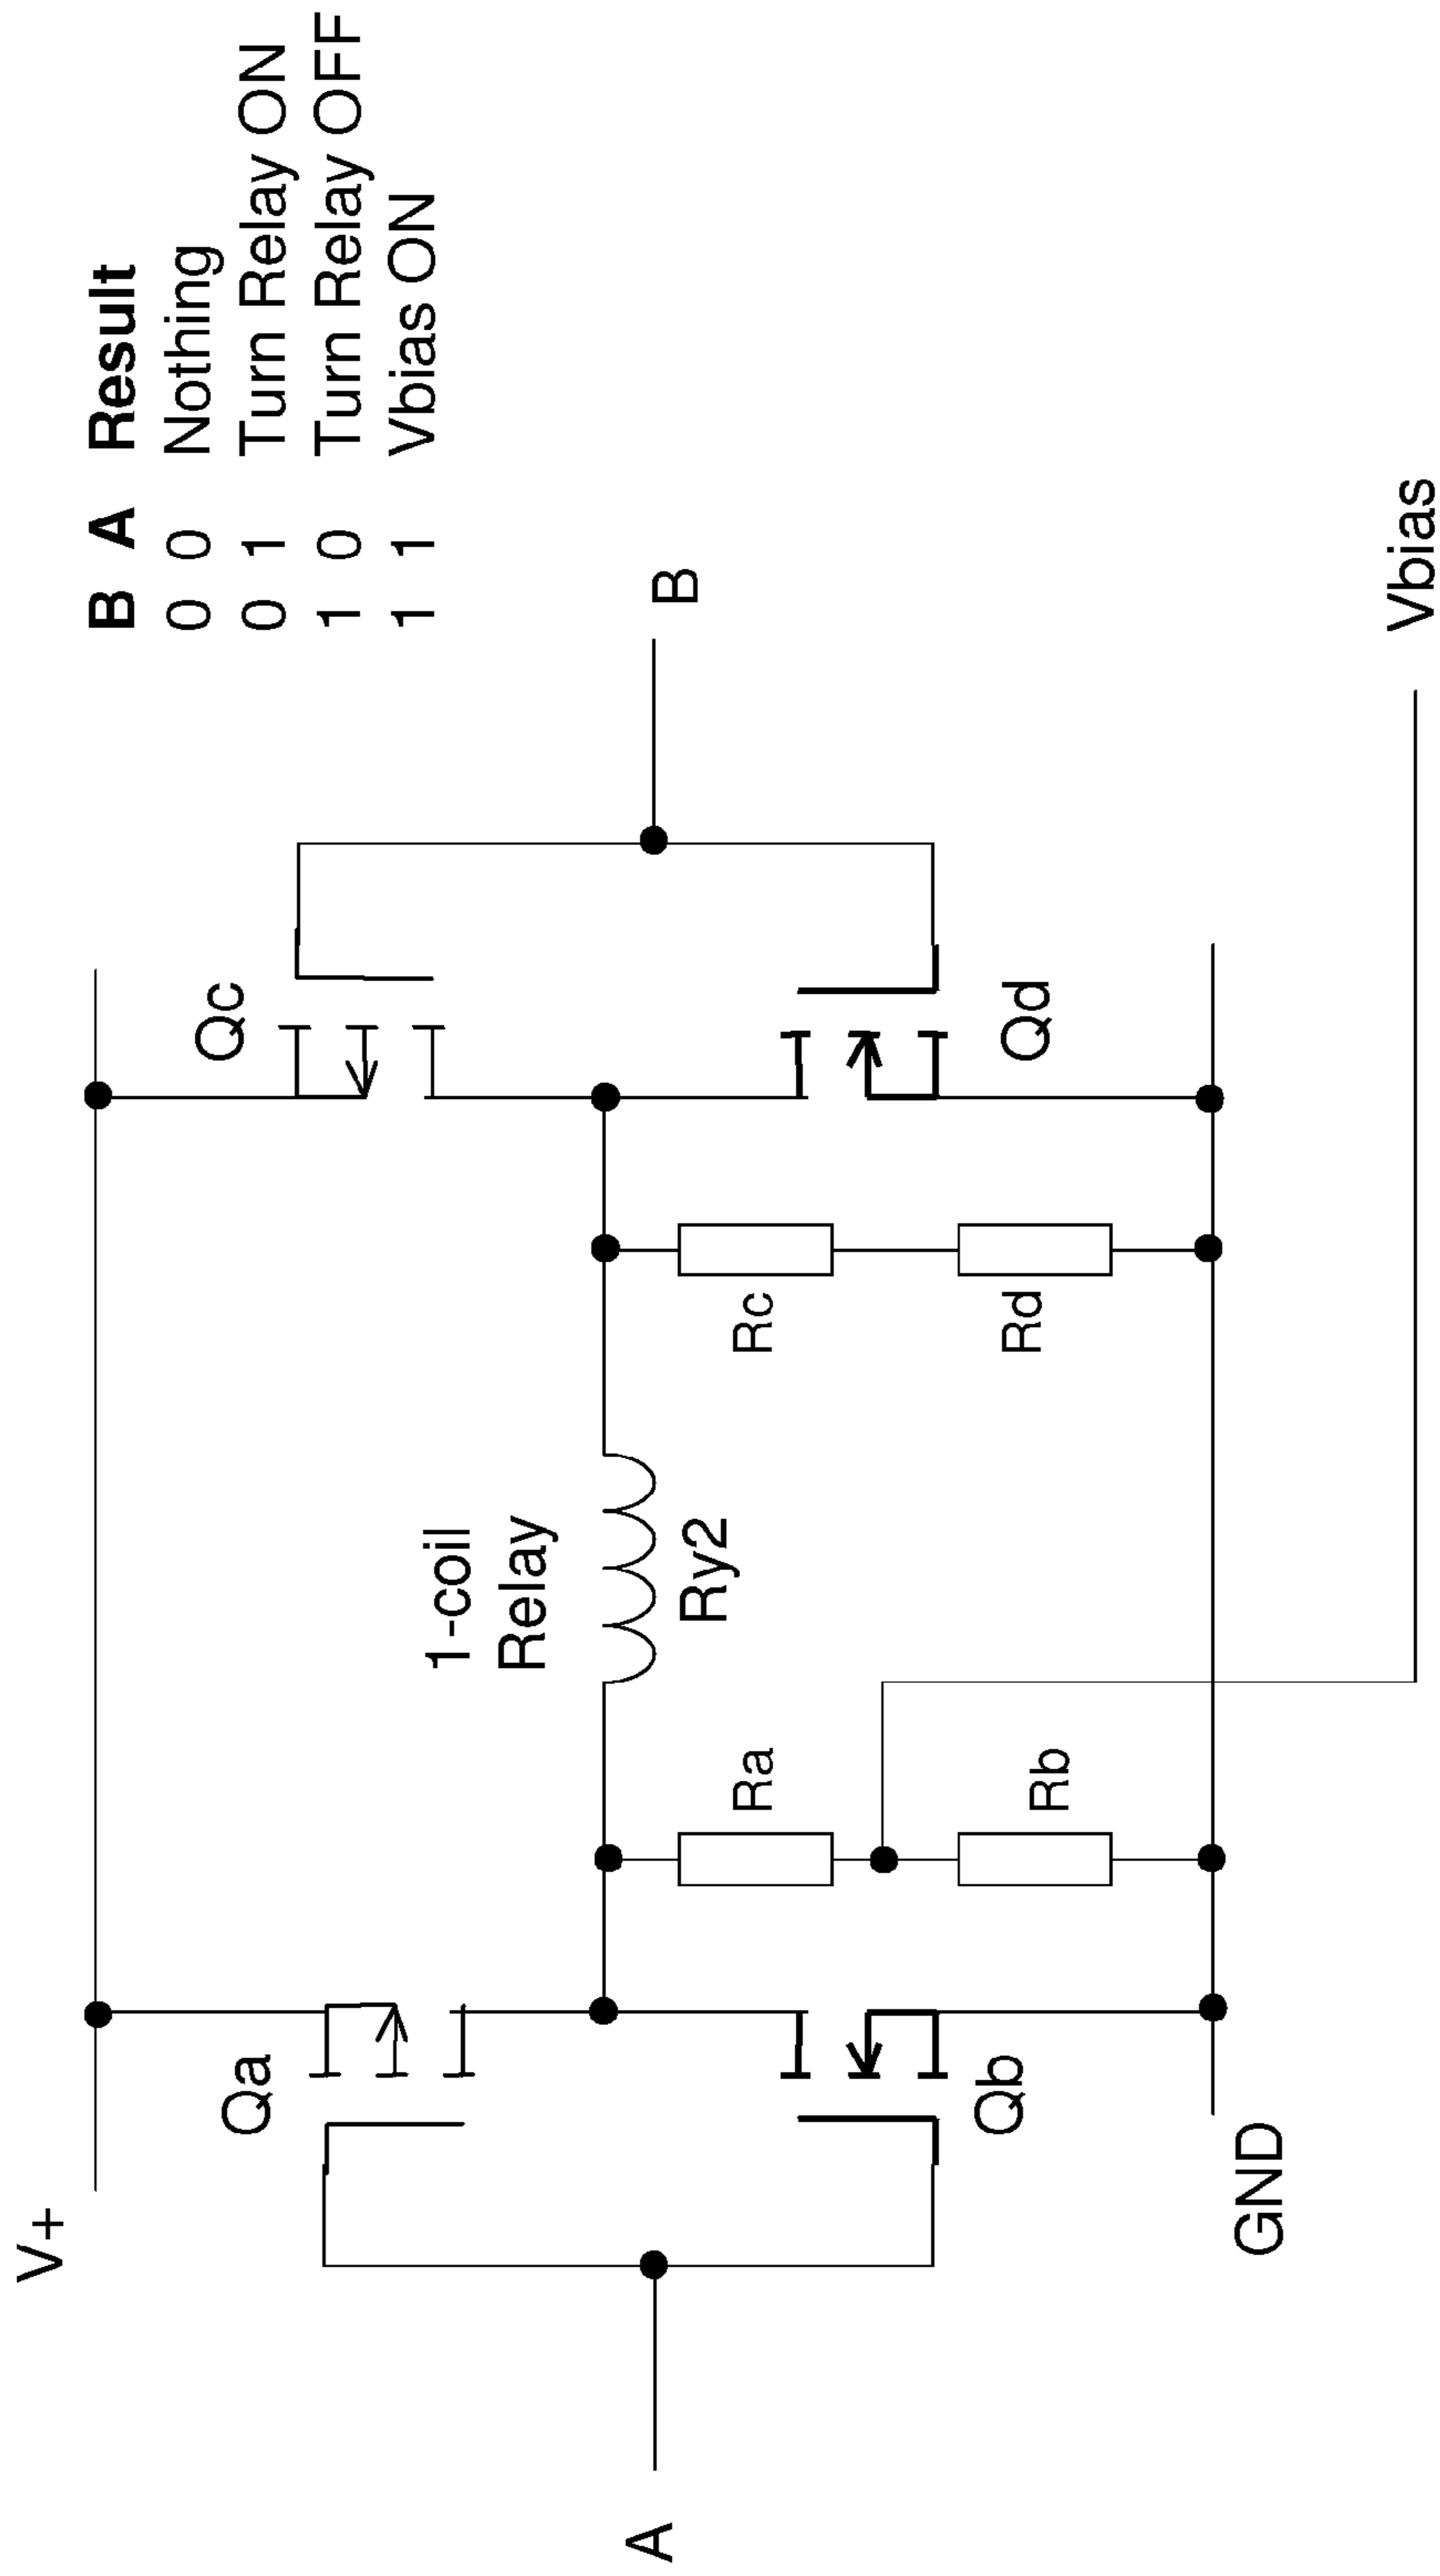 V+
B A Result
0 0 Nothing
0 1 Turn Relay ON
1 0 Turn Relay OFF
1 1 Vbias ON
Qa
Qc
1-coil
Relay
Ry2
A
B
Ra
Rc
Qb
Rb
Rd
Qd
GND
Vbias